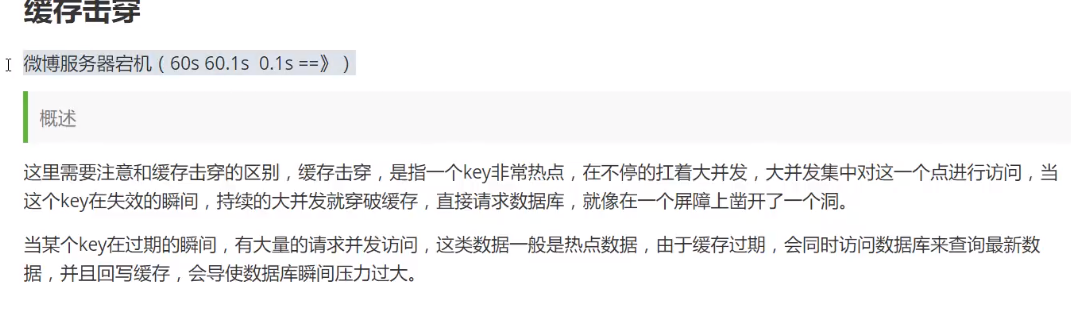 缓存击穿
微博服务器宕机（60s 60.1s 0.1s ==》）
概述
这里需要注意和缓存击穿的区别，缓存击穿，是指一个key非常热点，在不停的扛着大并发，大并发集中对这一个点进行访问，当
这个key在失效的瞬间，持续的大并发就穿破缓存，直接请求数据库，就像在一个屏障上凿开了一个洞。
当某个key在过期的瞬间，有大量的请求并发访问，这类数据一般是热点数据，由于缓存过期，会同时访问数据库来查询最新数
据，并且回写缓存，会导使数据库瞬间压力过大。